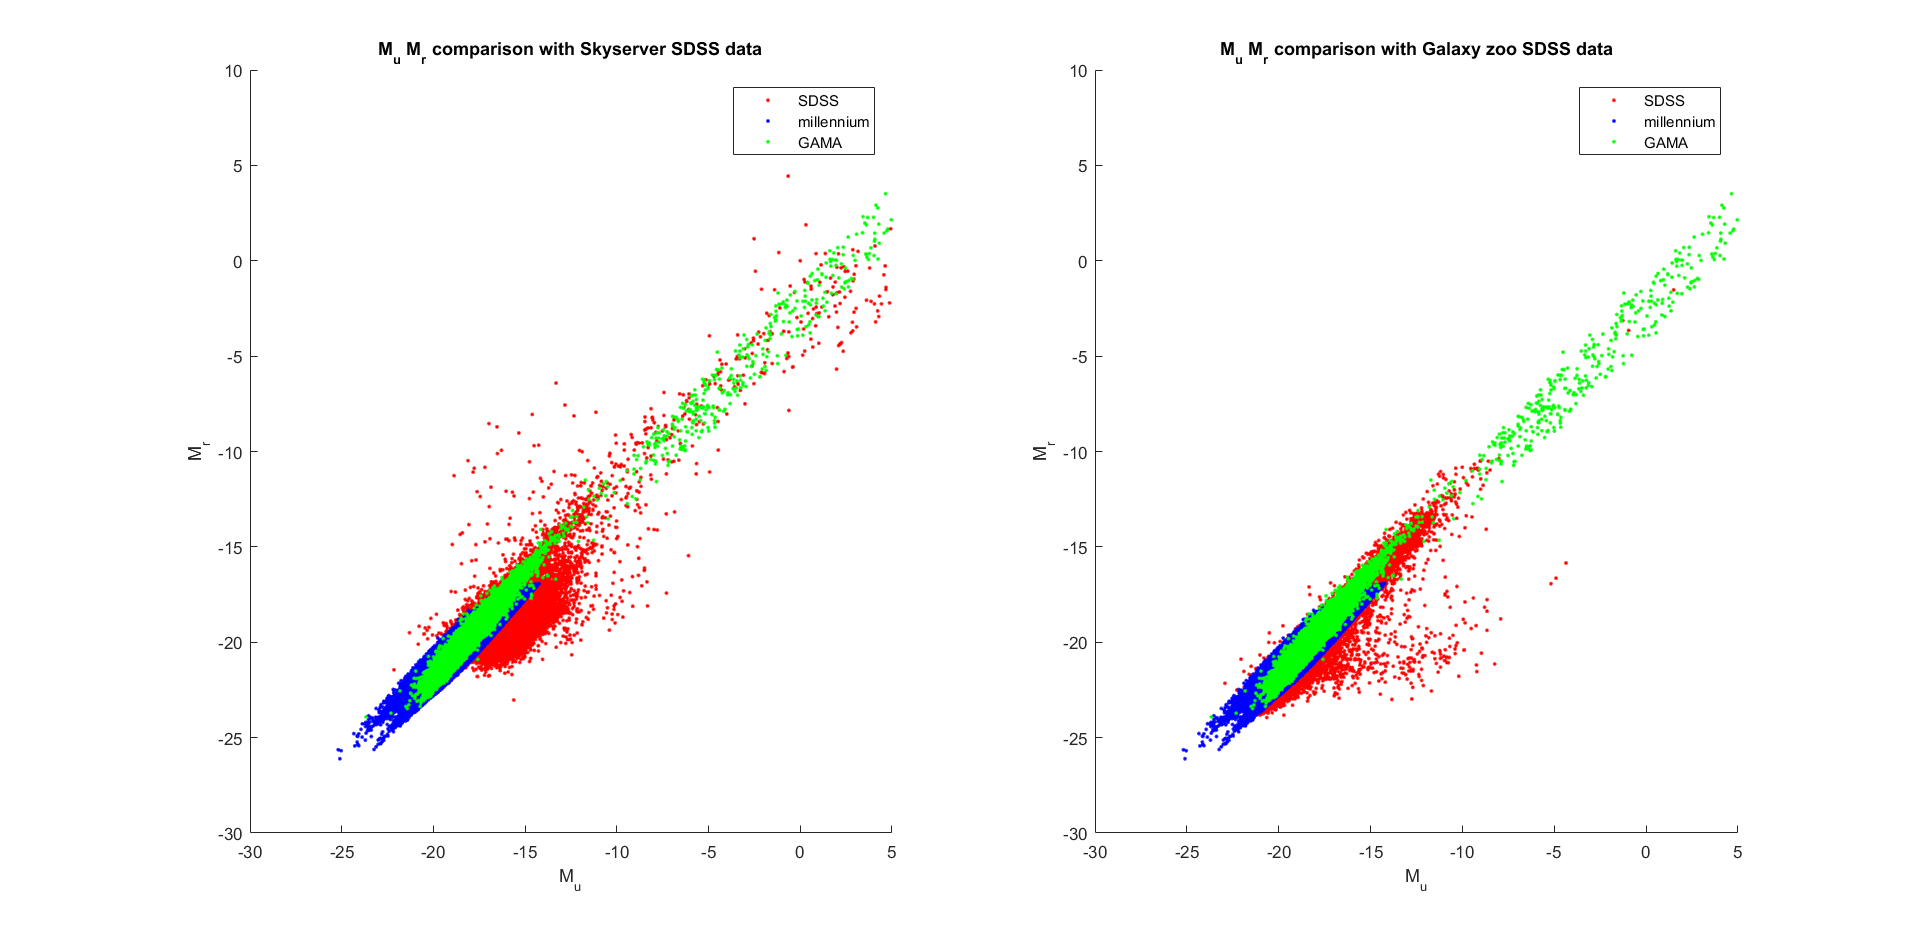 M_u M_r comparison with Skyserver SDSS data
10
5
0
-5
-10
-15
-20
-25
-30
M_r
SDSS
millennium
GAMA
-30 -25 -20 -15 -10 -5 0 5
M_u
M_u M_r comparison with Galaxy zoo SDSS data
10
5
0
-5
-10
-15
-20
-25
-30
M_r
SDSS
millennium
GAMA
-30 -25 -20 -15 -10 -5 0 5
M_u